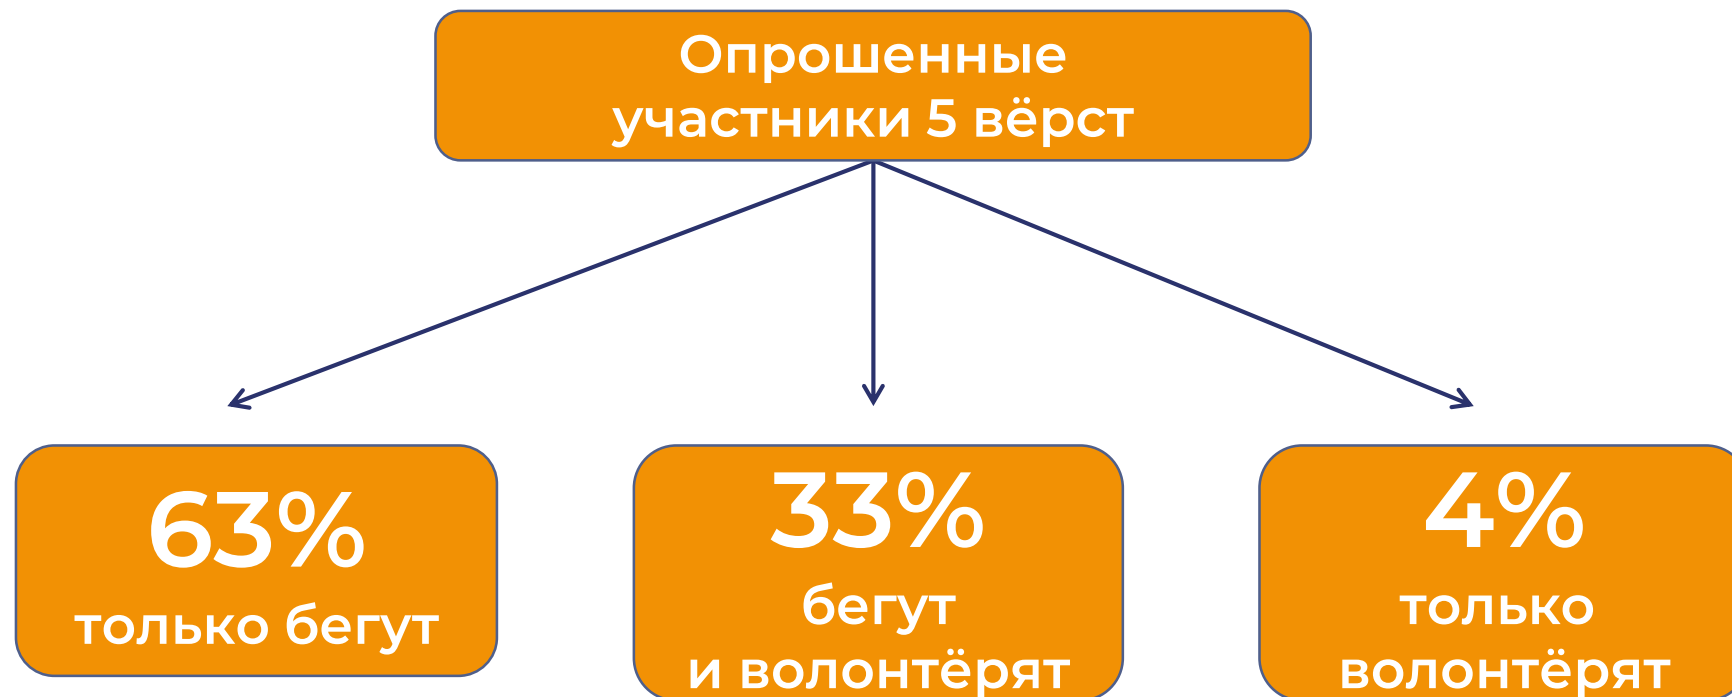 Опрошенные
участники 5 вёрст
63%
только бегут
33%
бегут
и волонтёрят
4%
только
волонтёрят